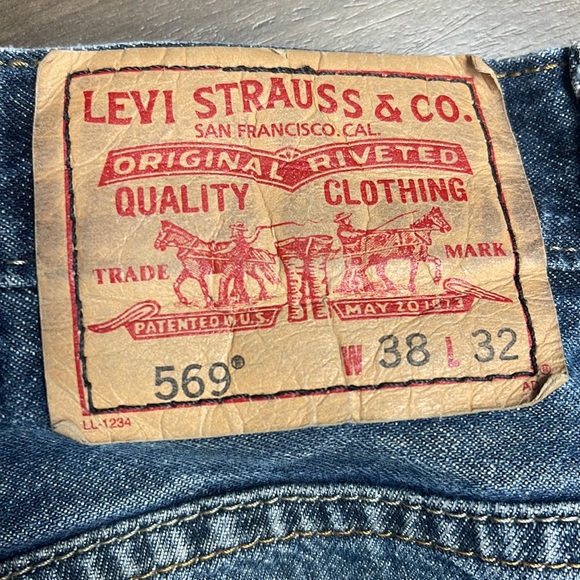 LEVI STRAUSS & CO.
SAN FRANCISCO, CAL.
ORIGINAL RIVETED
QUALITY CLOTHING
TRADE MARK
PATENTED IN U.S. MAY 20 1873
569® W 38 L 32
LL-1234